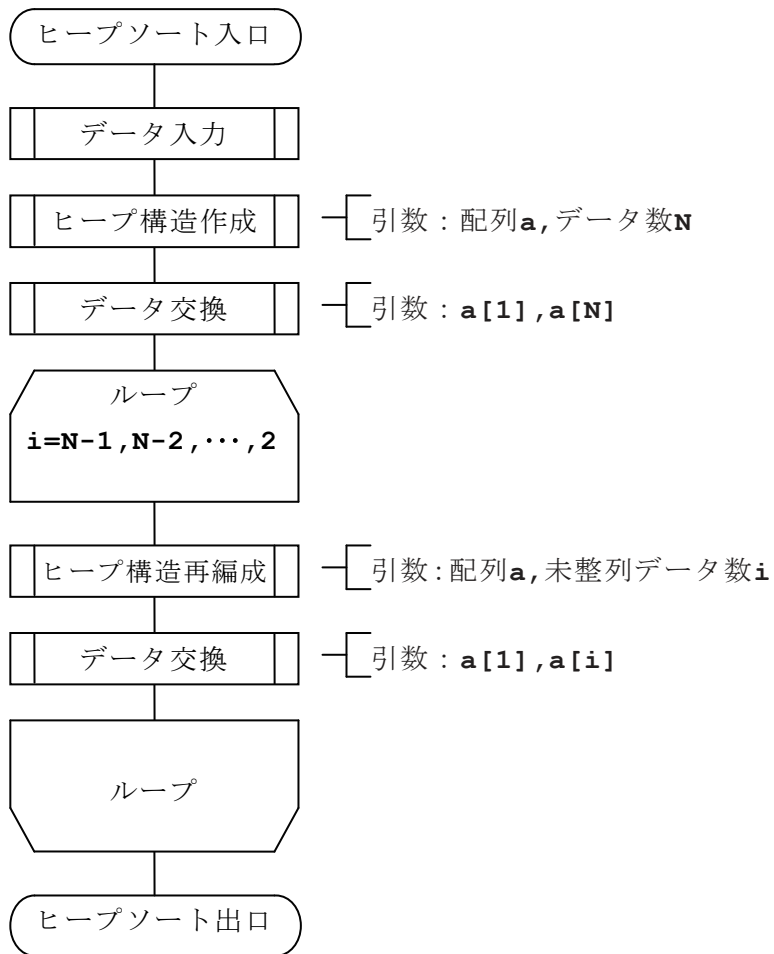 ヒープソート入口
データ入力
ヒープ構造作成
引数：配列a,データ数N
データ交換
引数：a[1],a[N]
ループ
i=N-1,N-2,⋯,2
ヒープ構造再編成
引数:配列a,未整列データ数i
データ交換
引数：a[1],a[i]
ループ
ヒープソート出口